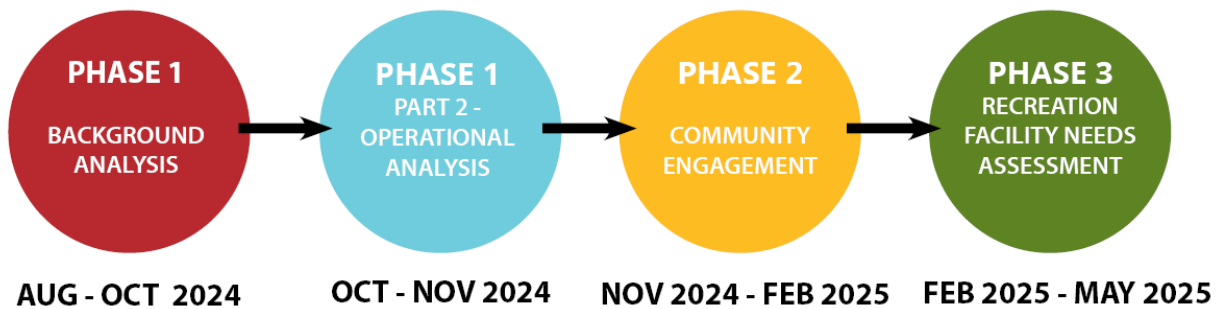 PHASE 1
BACKGROUND
ANALYSIS
AUG - OCT 2024
PHASE 1
PART 2 -
OPERATIONAL
ANALYSIS
OCT - NOV 2024
PHASE 2
COMMUNITY
ENGAGEMENT
NOV 2024 - FEB 2025
PHASE 3
RECREATION
FACILITY NEEDS
ASSESSMENT
FEB 2025 - MAY 2025